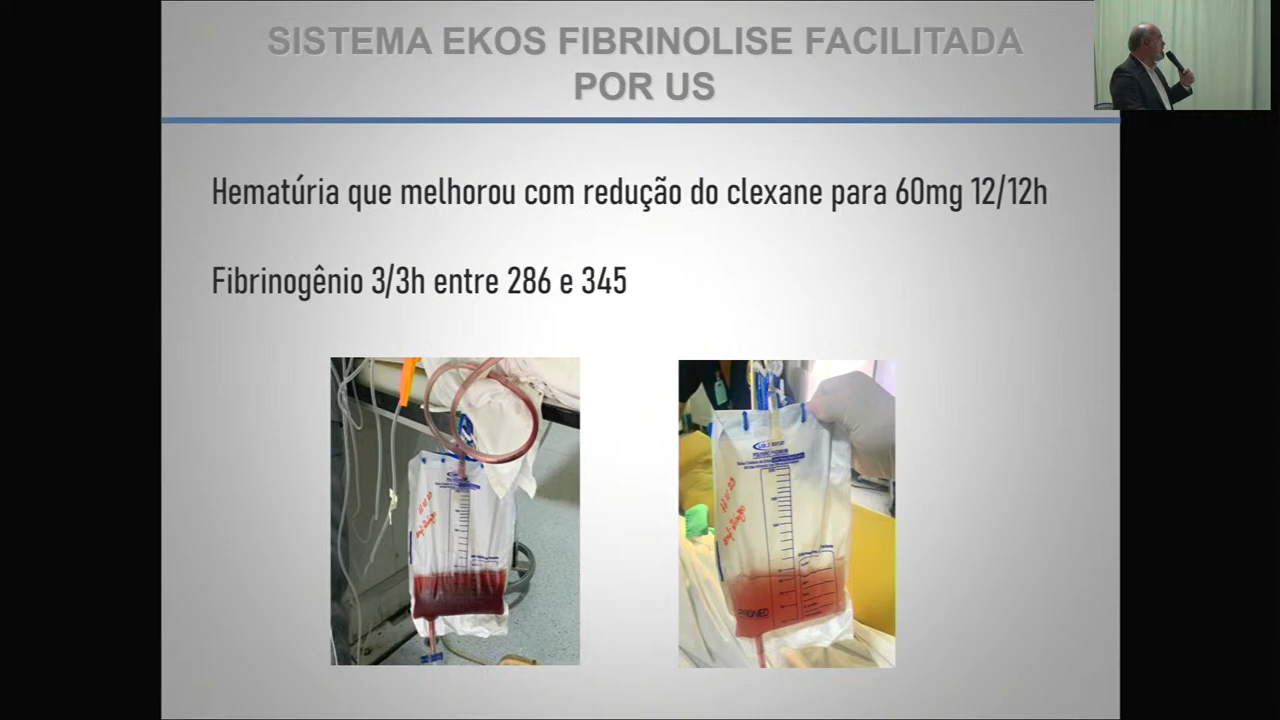 SISTEMA EKOS FIBRINOLISE FACILITADA
POR US
Hematúria que melhorou com redução do clexane para 60mg 12/12h
Fibrinogênio 3/3h entre 286 e 345